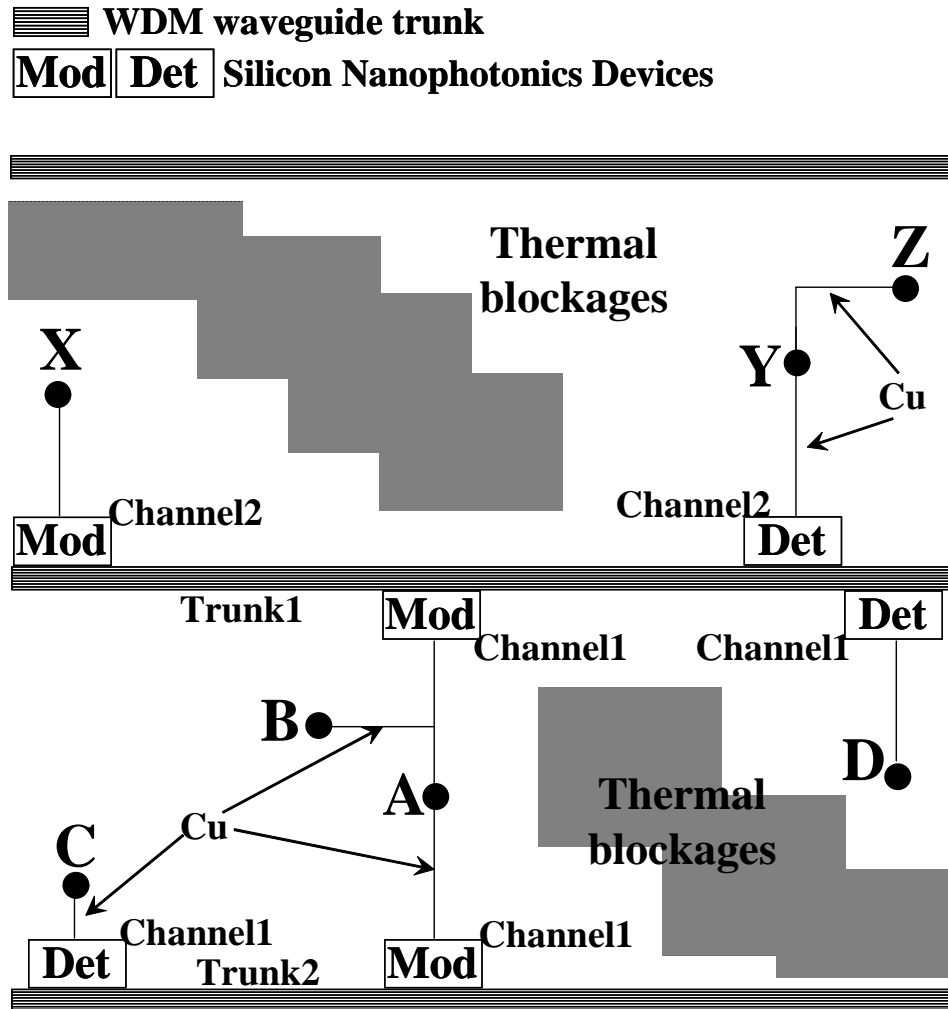 WDM waveguide trunk
Mod Det Silicon Nanophotonics Devices
Thermal
blockages
Z
X
Y
Cu
Channel2
Channel2
Mod
Det
Trunk1
Mod
Det
Channel1
Channel1
B
D
A
Thermal
blockages
Cu
C
Channel1
Channel1
Det
Trunk2
Mod